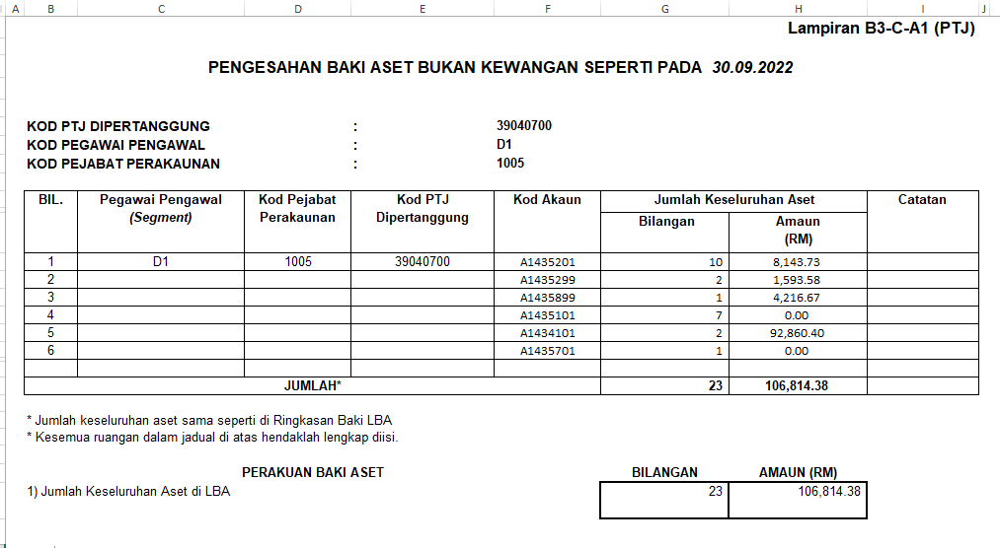 A B C D E F G H I J
Lampiran B3-C-A1 (PTJ)
PENGESAHAN BAKI ASET BUKAN KEWANGAN SEPERTI PADA 30.09.2022
KOD PTJ DIPERTANGGUNG : 39040700
KOD PEGAWAI PENGAWAL : D1
KOD PEJABAT PERAKAUNAN : 1005
BIL. Pegawai Pengawal Kod Pejabat Kod PTJ Kod Akaun Jumlah Keseluruhan Aset Catatan
(Segment) Perakaunan Dipertanggung Bilangan Amaun
(RM)
1 D1 1005 39040700 A1435201 10 8,143.73
2 A1435299 2 1,593.58
3 A1435899 1 4,216.67
4 A1435101 7 0.00
5 A1434101 2 92,860.40
6 A1435701 1 0.00
JUMLAH* 23 106,814.38
* Jumlah keseluruhan aset sama seperti di Ringkasan Baki LBA
* Kesemua ruangan dalam jadual di atas hendaklah lengkap diisi.
PERAKUAN BAKI ASET BILANGAN AMAUN (RM)
1) Jumlah Keseluruhan Aset di LBA 23 106,814.38